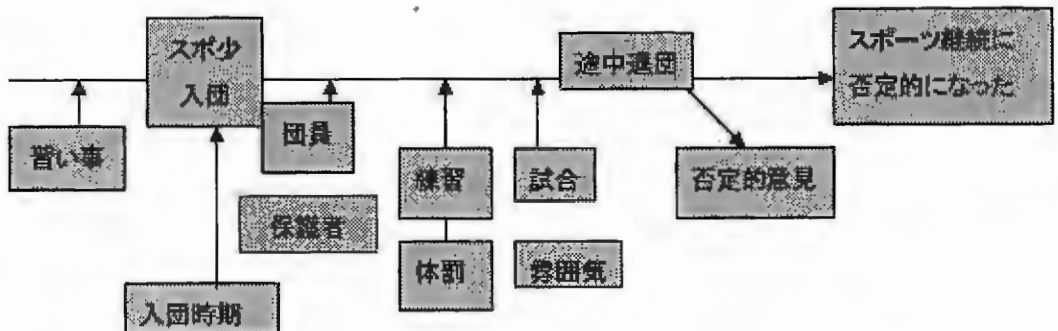 スポ少
入団
途中退団
スポーツ継続に
否定的になった
習い事
団員
練習
試合
否定的意見
保護者
体罰
雰囲気
入団時期